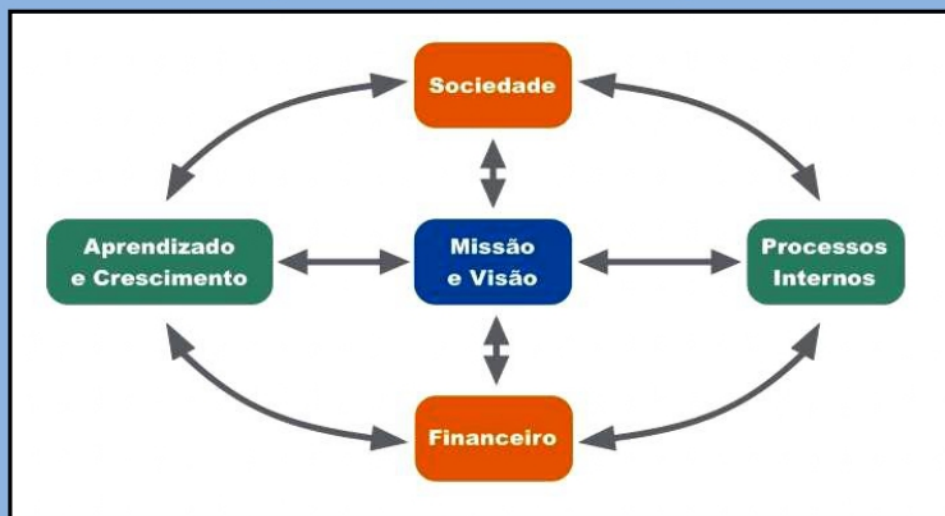 Sociedade
Aprendizado
e Crescimento
Missão
e Visão
Processos
Internos
Financeiro